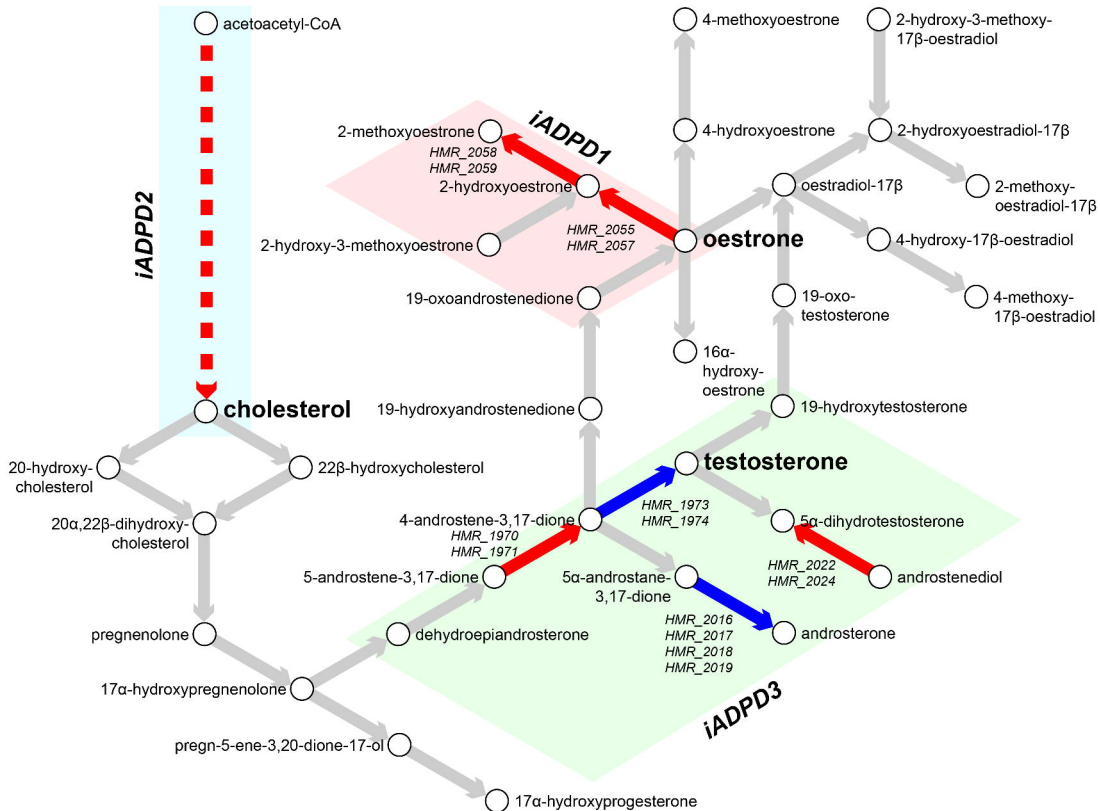 acetoacetyl-CoA
4-methoxyoestrone
2-hydroxy-3-methoxy-
17β-oestradiol
iADPD2
iADPD1
2-methoxyoestrone
HMR_2058
HMR_2059
4-hydroxyoestrone
2-hydroxyoestradiol-17β
2-hydroxyoestrone
oestradiol-17β
2-methoxy-
oestradiol-17β
2-hydroxy-3-methoxyoestrone
HMR_2055
HMR_2057
oestrone
4-hydroxy-17β-oestradiol
19-oxoandrostenedione
19-oxo-
testosterone
4-methoxy-
17β-oestradiol
16α-
hydroxy-
oestrone
cholesterol
19-hydroxyandrostenedione
19-hydroxytestosterone
20-hydroxy-
cholesterol
22β-hydroxycholesterol
testosterone
20α,22β-dihydroxy-
cholesterol
4-androstene-3,17-dione
HMR_1970
HMR_1971
HMR_1973
HMR_1974
5α-dihydrotestosterone
5-androstene-3,17-dione
5α-androstane-
3,17-dione
HMR_2022
HMR_2024
androstenediol
pregnenolone
dehydroepiandrosterone
HMR_2016
HMR_2017
HMR_2018
HMR_2019
androsterone
17α-hydroxypregnenolone
iADPD3
pregn-5-ene-3,20-dione-17-ol
17α-hydroxyprogesterone